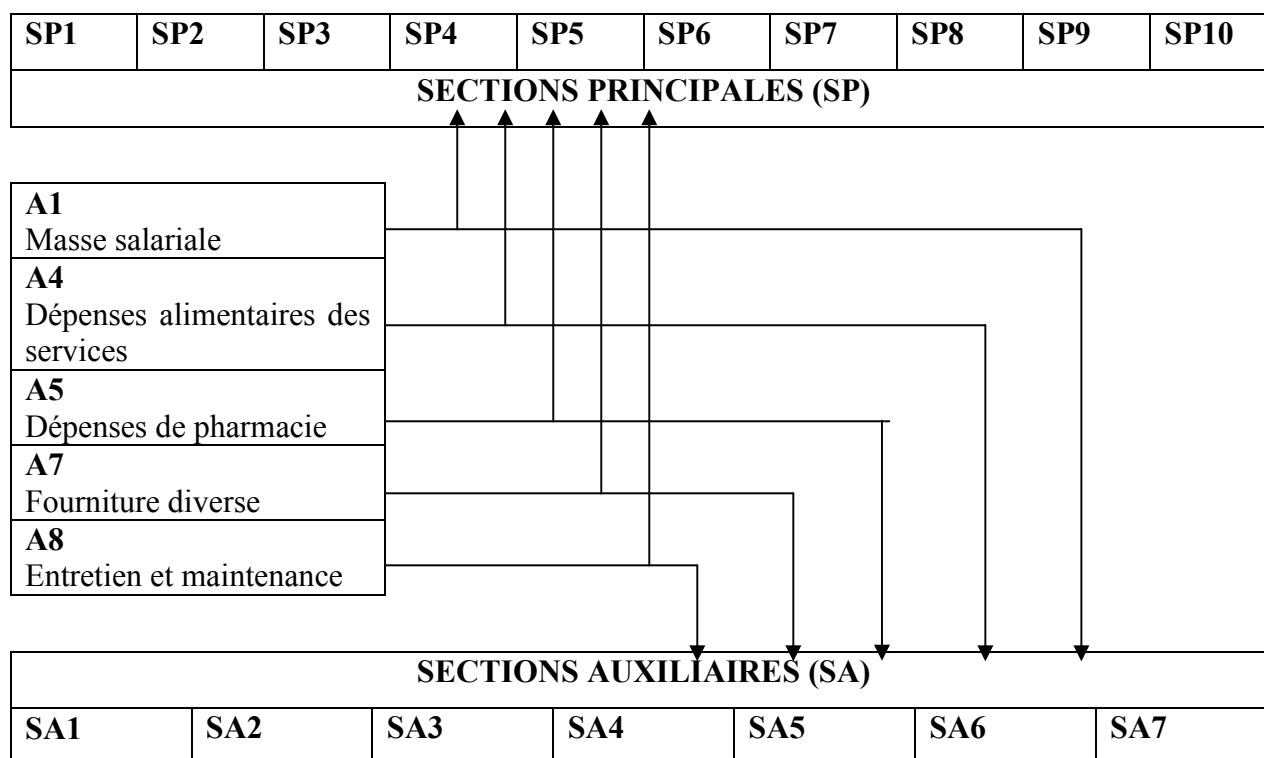 SP1 SP2 SP3 SP4 SP5 SP6 SP7 SP8 SP9 SP10
SECTIONS PRINCIPALES (SP)
A1
Masse salariale
A4
Dépenses alimentaires des
services
A5
Dépenses de pharmacie
A7
Fourniture diverse
A8
Entretien et maintenance
SECTIONS AUXILIAIRES (SA)
SA1 SA2 SA3 SA4 SA5 SA6 SA7